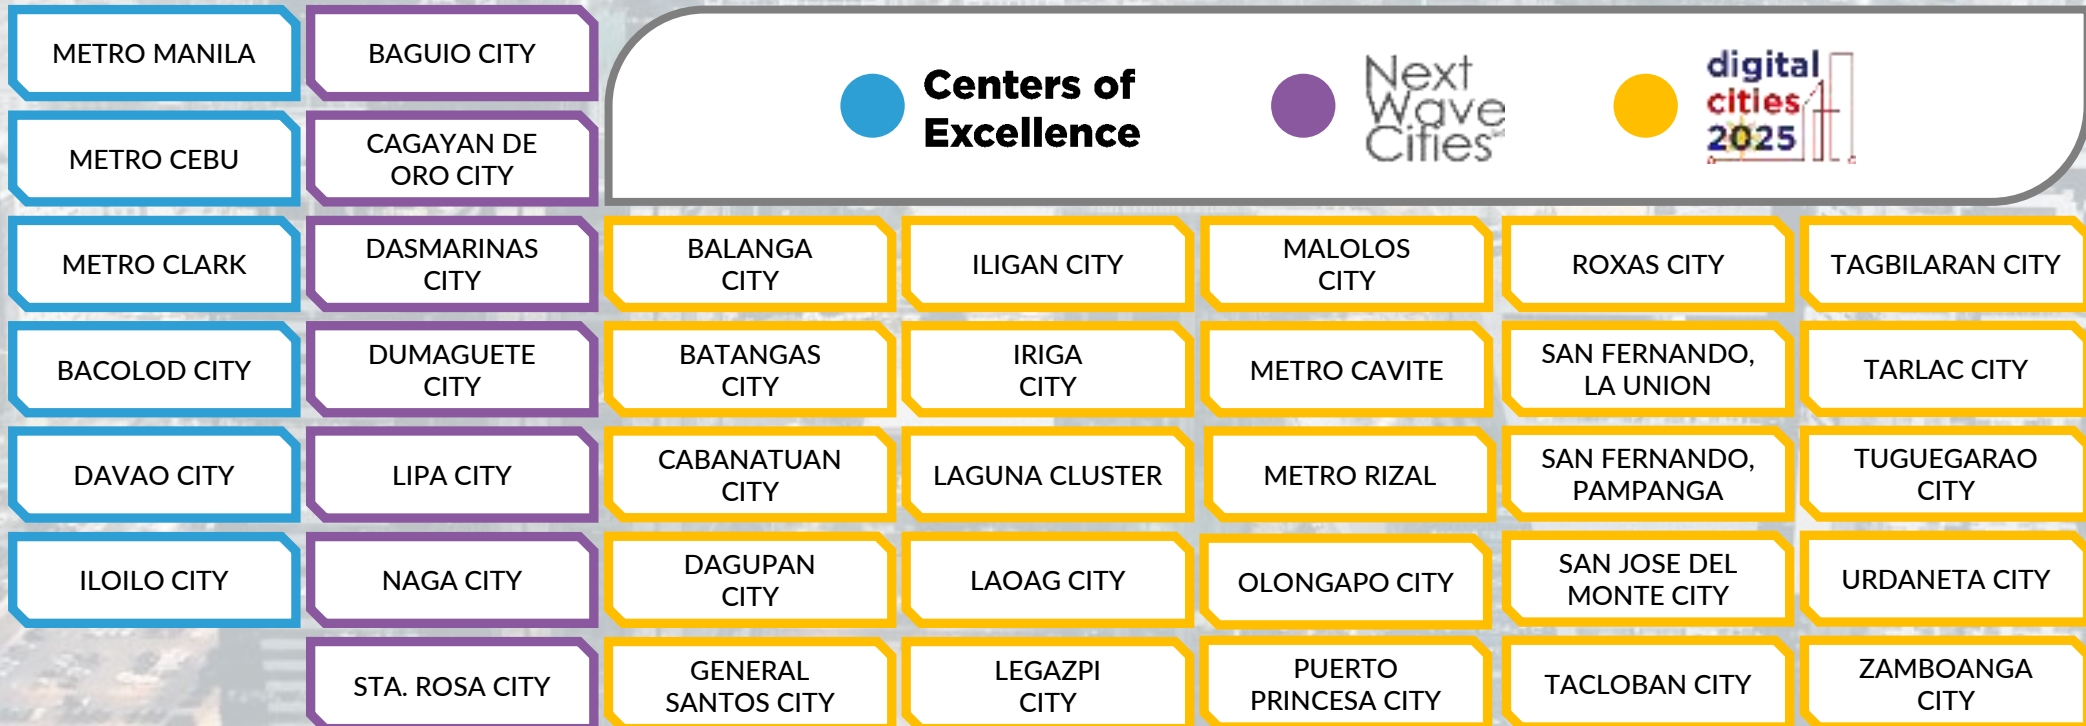 METRO MANILA
BAGUIO CITY
Centers of
Excellence
Next
Wave
Cities
digital
cities
2025
METRO CEBU
CAGAYAN DE
ORO CITY
METRO CLARK
DASMARINAS
CITY
BALANGA
CITY
ILIGAN CITY
MALOLOS
CITY
ROXAS CITY
TAGBILARAN CITY
BACOLOD CITY
DUMAGUETE
CITY
BATANGAS
CITY
IRIGA
CITY
METRO CAVITE
SAN FERNANDO,
LA UNION
TARLAC CITY
DAVAO CITY
LIPA CITY
CABANATUAN
CITY
LAGUNA CLUSTER
METRO RIZAL
SAN FERNANDO,
PAMPANGA
TUGUEGARAO
CITY
ILOILO CITY
NAGA CITY
DAGUPAN
CITY
LAOAG CITY
OLONGAPO CITY
SAN JOSE DEL
MONTE CITY
URDANETA CITY
STA. ROSA CITY
GENERAL
SANTOS CITY
LEGAZPI
CITY
PUERTO
PRINCESA CITY
TACLOBAN CITY
ZAMBOANGA
CITY